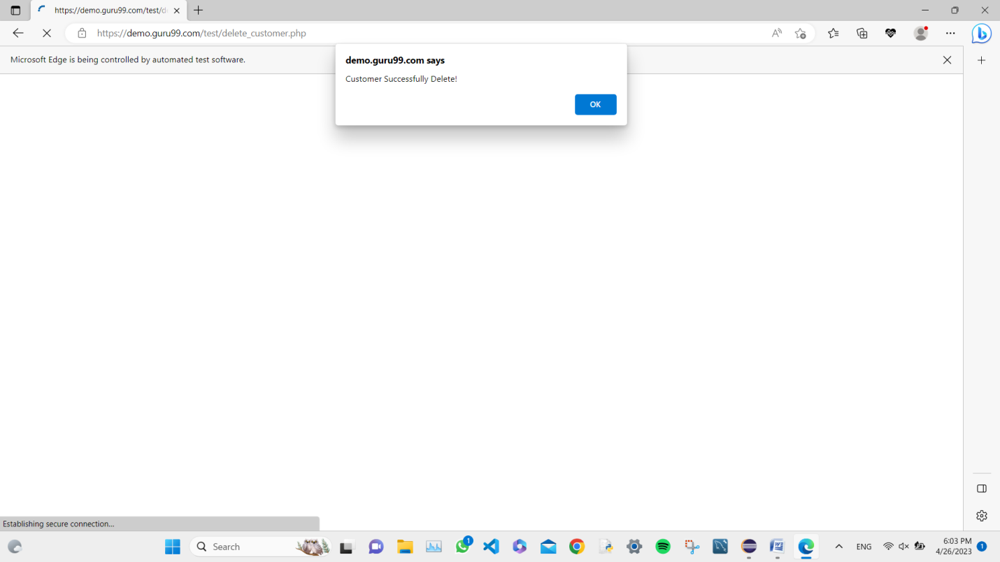 https://demo.guru99.com/test/de
https://demo.guru99.com/test/delete_customer.php
Microsoft Edge is being controlled by automated test software.
demo.guru99.com says
Customer Successfully Delete!
OK
Establishing secure connection...
Search
1
ENG
6:03 PM
4/26/2023
1